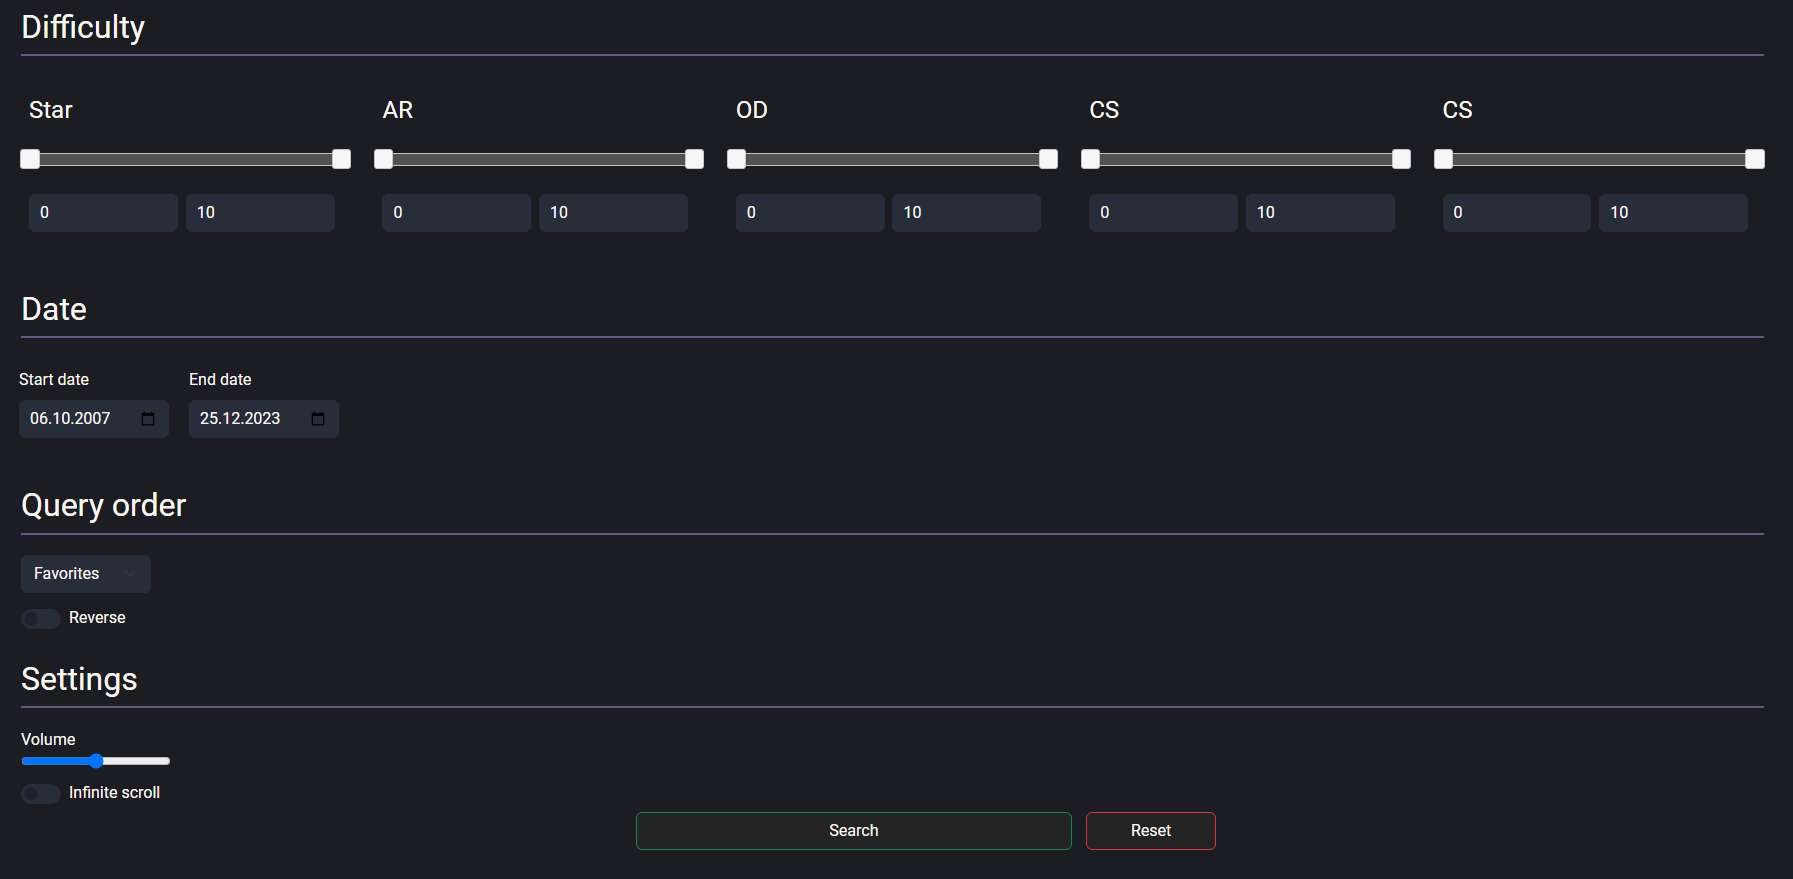 Difficulty
Star AR OD CS CS
0 10 0 10 0 10 0 10 0 10
Date
Start date End date
06.10.2007 25.12.2023
Query order
Favorites
Reverse
Settings
Volume
Infinite scroll
Search Reset